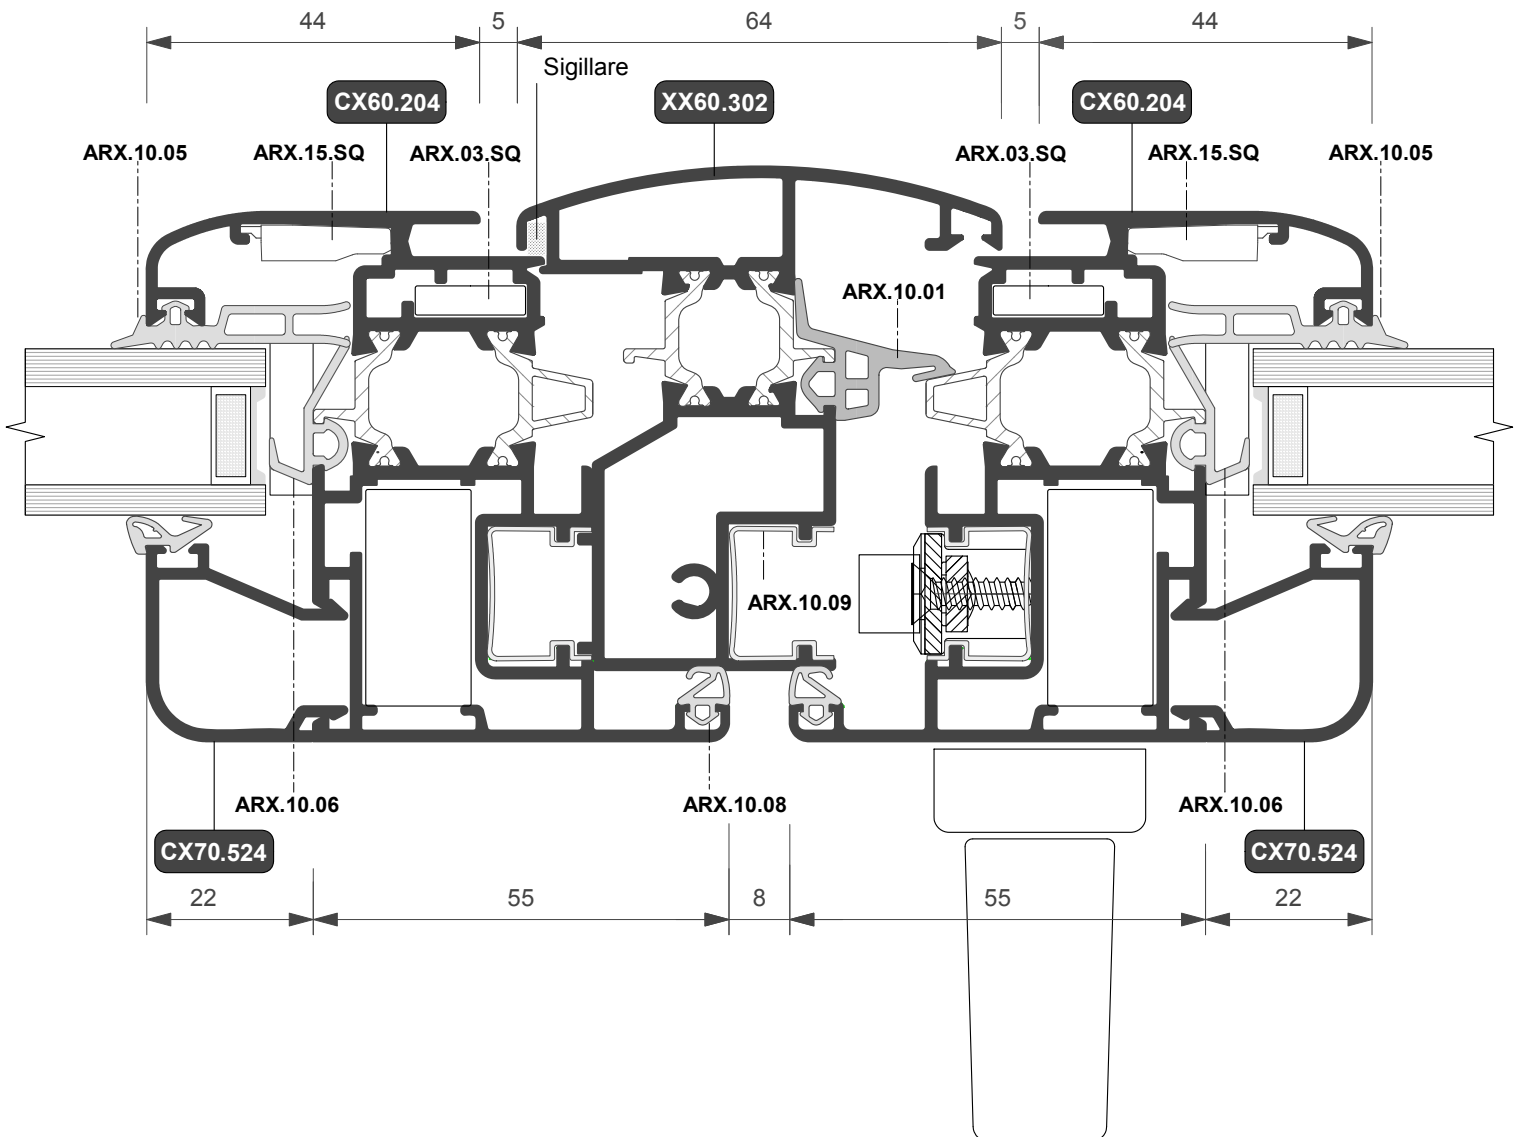 44 5 64 5 44
Sigillare
CX60.204 XX60.302 CX60.204
ARX.10.05 ARX.15.SQ ARX.03.SQ ARX.03.SQ ARX.15.SQ ARX.10.05
ARX.10.01
ARX.10.09
ARX.10.06 ARX.10.08 ARX.10.06
CX70.524 CX70.524
22 55 8 55 22